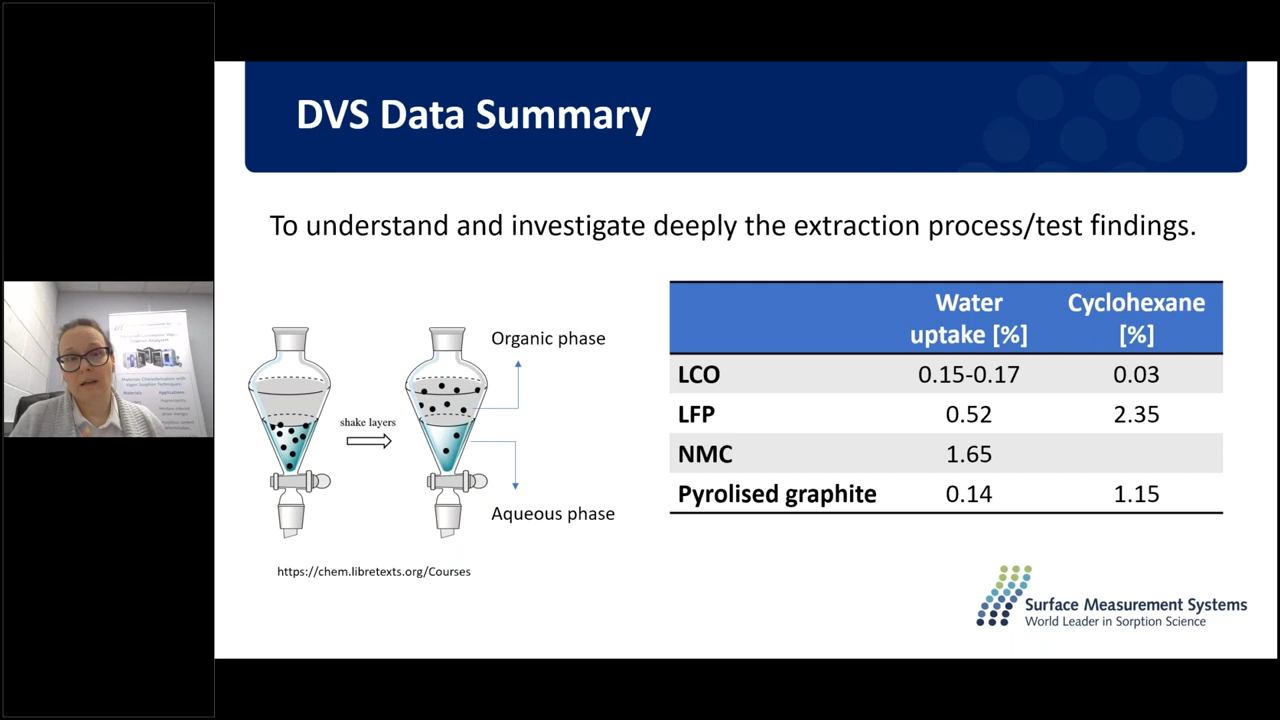 DVS Data Summary
To understand and investigate deeply the extraction process/test findings.
Organic phase
shake layers
Aqueous phase
https://chem.libretexts.org/Courses
Water Cyclohexane
uptake [%] [%]
LCO 0.15-0.17 0.03
LFP 0.52 2.35
NMC 1.65
Pyrolised graphite 0.14 1.15
Surface Measurement Systems
World Leader in Sorption Science